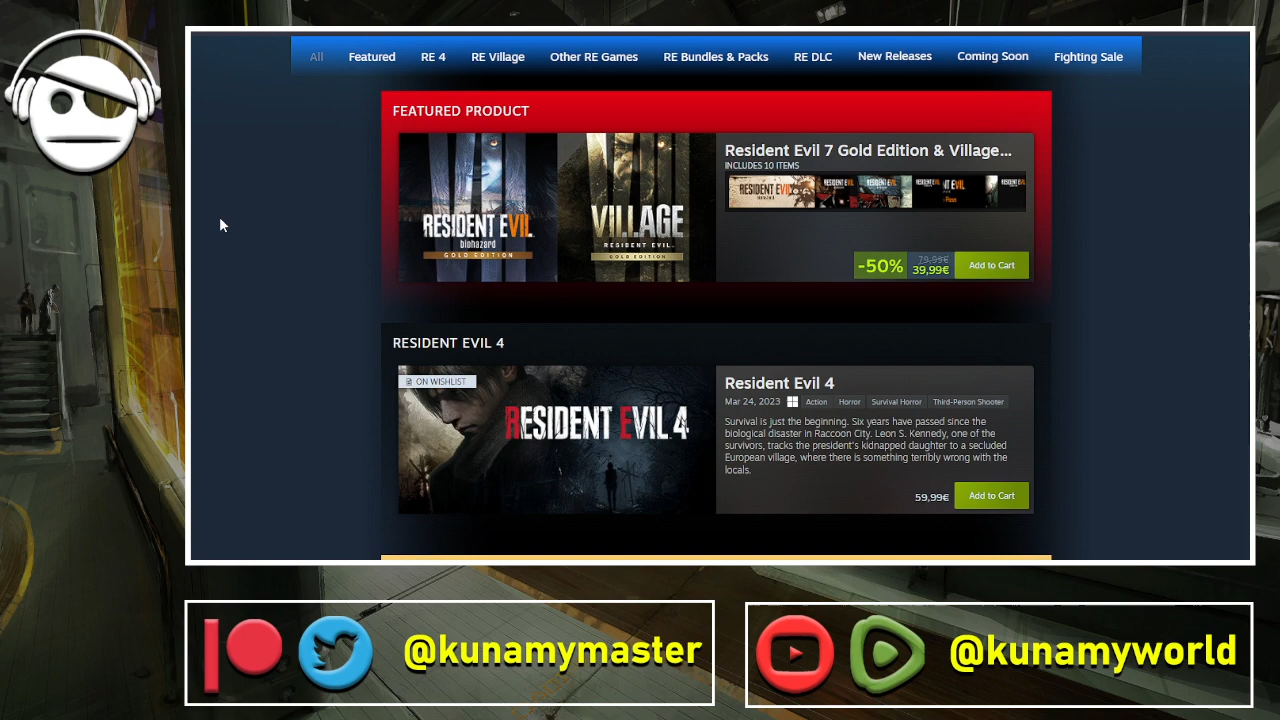 All Featured RE 4 RE Village Other RE Games RE Bundles & Packs RE DLC New Releases Coming Soon Fighting Sale
FEATURED PRODUCT
RESIDENT EVIL
biohazard
GOLD EDITION
VILLAGE
RESIDENT EVIL
GOLD EDITION
Resident Evil 7 Gold Edition & Village...
INCLUDES 10 ITEMS
-50%
79,95€
39,99€
Add to Cart
RESIDENT EVIL 4
ON WISHLIST
RESIDENT EVIL 4
Resident Evil 4
Mar 24, 2023 Action Horror Survival Horror Third-Person Shooter
Survival is just the beginning. Six years have passed since the
biological disaster in Raccoon City. Leon S. Kennedy, one of the
survivors, tracks the president's kidnapped daughter to a secluded
European village, where there is something terribly wrong with the
locals.
59,99€
Add to Cart
@kunamymaster
@kunamyworld